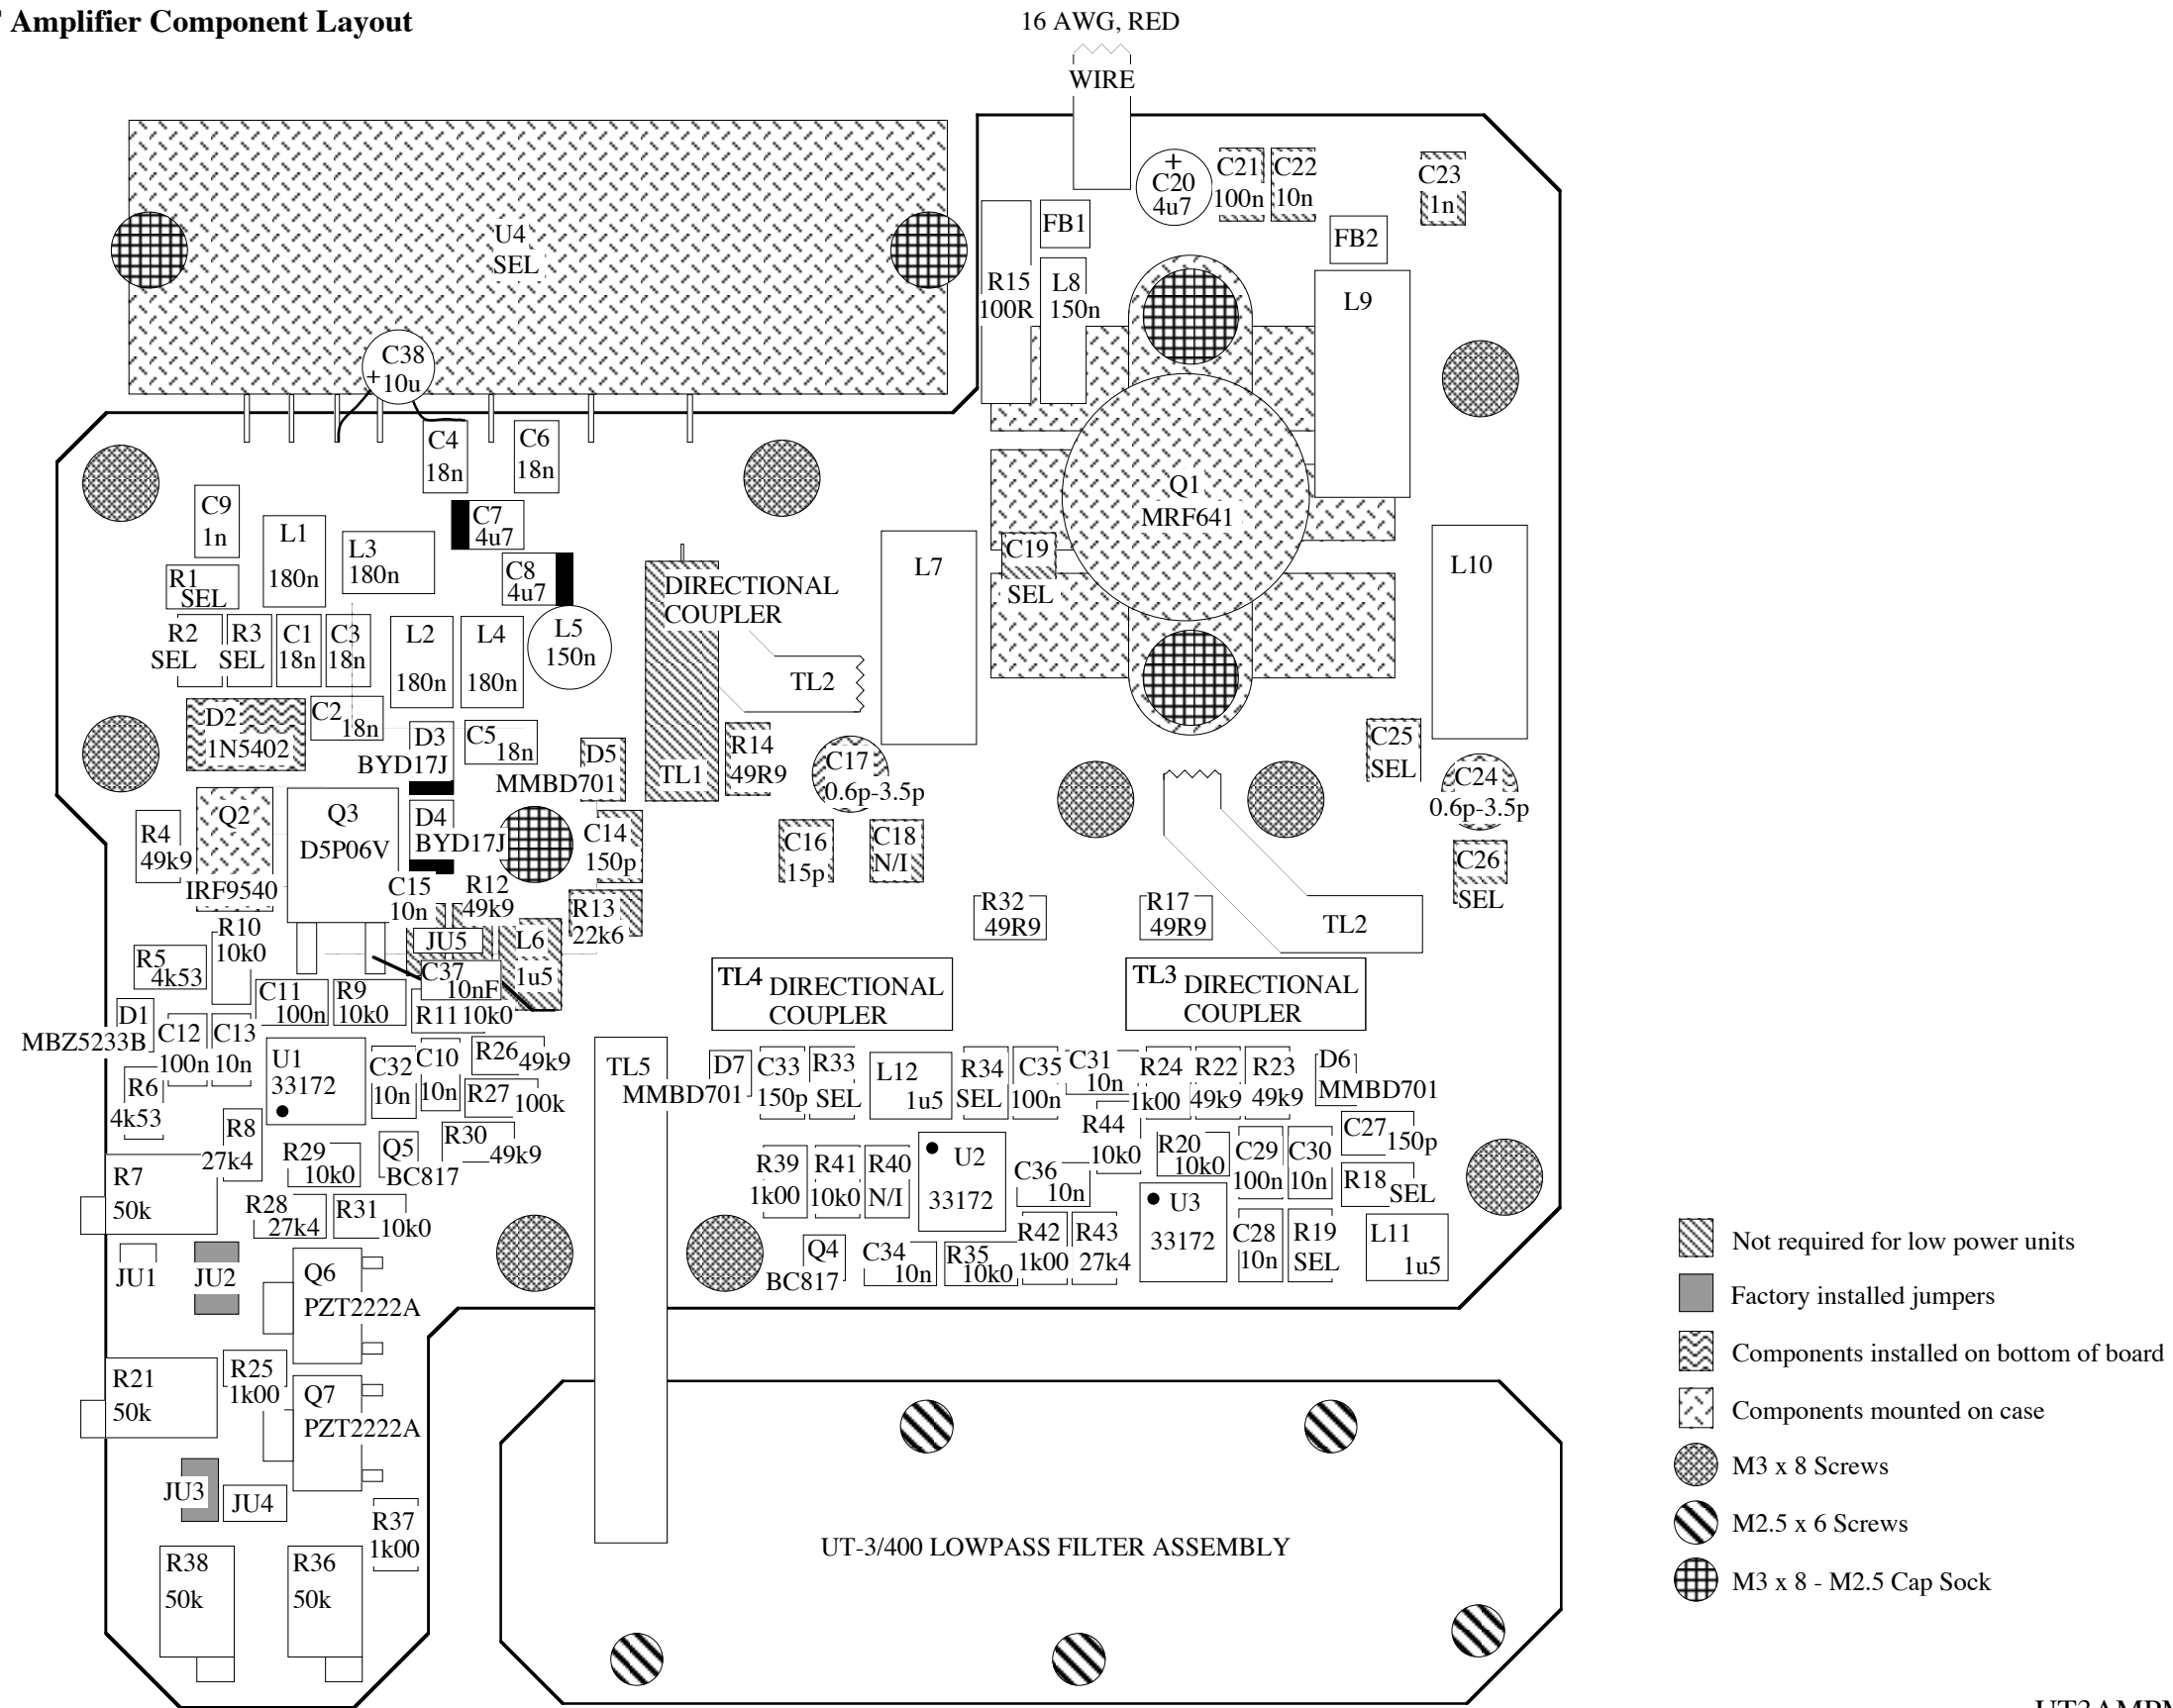 Amplifier Component Layout
16 AWG, RED
WIRE
U4
SEL
C38
+10u
+
C20
4u7
C21
100n
C22
10n
C23
1n
FB1
FB2
R15
100R
L8
150n
L9
Q1
MRF641
C4
18n
C6
18n
C9
1n
L1
180n
L3
180n
C7
4u7
C8
4u7
R1
SEL
R2
SEL
R3
SEL
C1
18n
C3
18n
L2
180n
L4
180n
L5
150n
DIRECTIONAL
COUPLER
TL2
TL1
L7
C19
SEL
L10
D2
1N5402
C2
18n
D3
BYD17J
C5
18n
D5
MMBD701
R14
49R9
C17
0.6p-3.5p
C25
SEL
C24
0.6p-3.5p
R4
49k9
Q2
IRF9540
Q3
D5P06V
D4
BYD17J
C14
150p
C16
15p
C18
N/I
C26
SEL
C15
10n
R12
49k9
R13
22k6
R32
49R9
R17
49R9
TL2
R10
10k0
R5
4k53
JU5
L6
1u5
C37
10nF
TL4 DIRECTIONAL
COUPLER
TL3 DIRECTIONAL
COUPLER
D1
MBZ5233B
C12
100n
C13
10n
C11
100n
R9
10k0
R11 10k0
U1
33172
C32
10n
C10
10n
R26
49k9
R27
100k
R6
4k53
R8
27k4
R29
10k0
Q5
BC817
R30
49k9
R7
50k
R28
27k4
R31
10k0
TL5
D7
MMBD701
C33
150p
R33
SEL
L12
1u5
R34
SEL
C35
100n
C31
10n
R24
1k00
R22
49k9
R23
49k9
D6
MMBD701
R44
10k0
R20
10k0
C29
100n
C30
10n
C27
150p
R18
SEL
R39
1k00
R41
10k0
R40
N/I
U2
33172
C36
10n
U3
33172
R42
1k00
R43
27k4
C28
10n
R19
SEL
L11
1u5
Q4
BC817
C34
10n
R35
10k0
JU1
JU2
Q6
PZT2222A
R21
50k
R25
1k00
Q7
PZT2222A
JU3
JU4
R37
1k00
R38
50k
R36
50k
UT-3/400 LOWPASS FILTER ASSEMBLY
Not required for low power units
Factory installed jumpers
Components installed on bottom of board
Components mounted on case
M3 x 8 Screws
M2.5 x 6 Screws
M3 x 8 - M2.5 Cap Sock